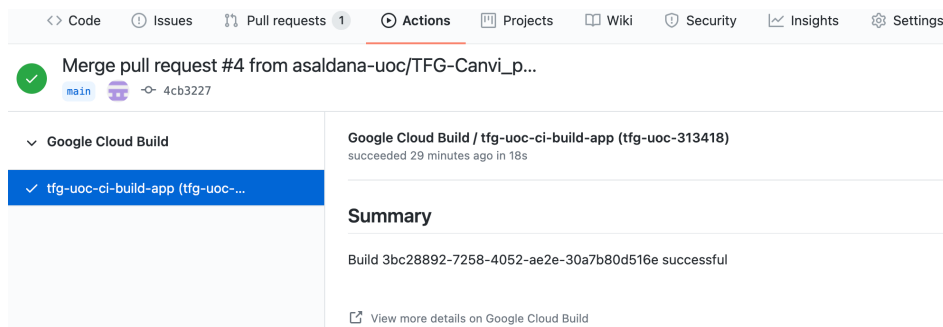 Code Issues Pull requests 1 Actions Projects Wiki Security Insights Settings
Merge pull request #4 from asaldana-uoc/TFG-Canvi_p...
main 4cb3227
Google Cloud Build
tfg-uoc-ci-build-app (tfg-uoc-...
Google Cloud Build / tfg-uoc-ci-build-app (tfg-uoc-313418)
succeeded 29 minutes ago in 18s
Summary
Build 3bc28892-7258-4052-ae2e-30a7b80d516e successful
View more details on Google Cloud Build